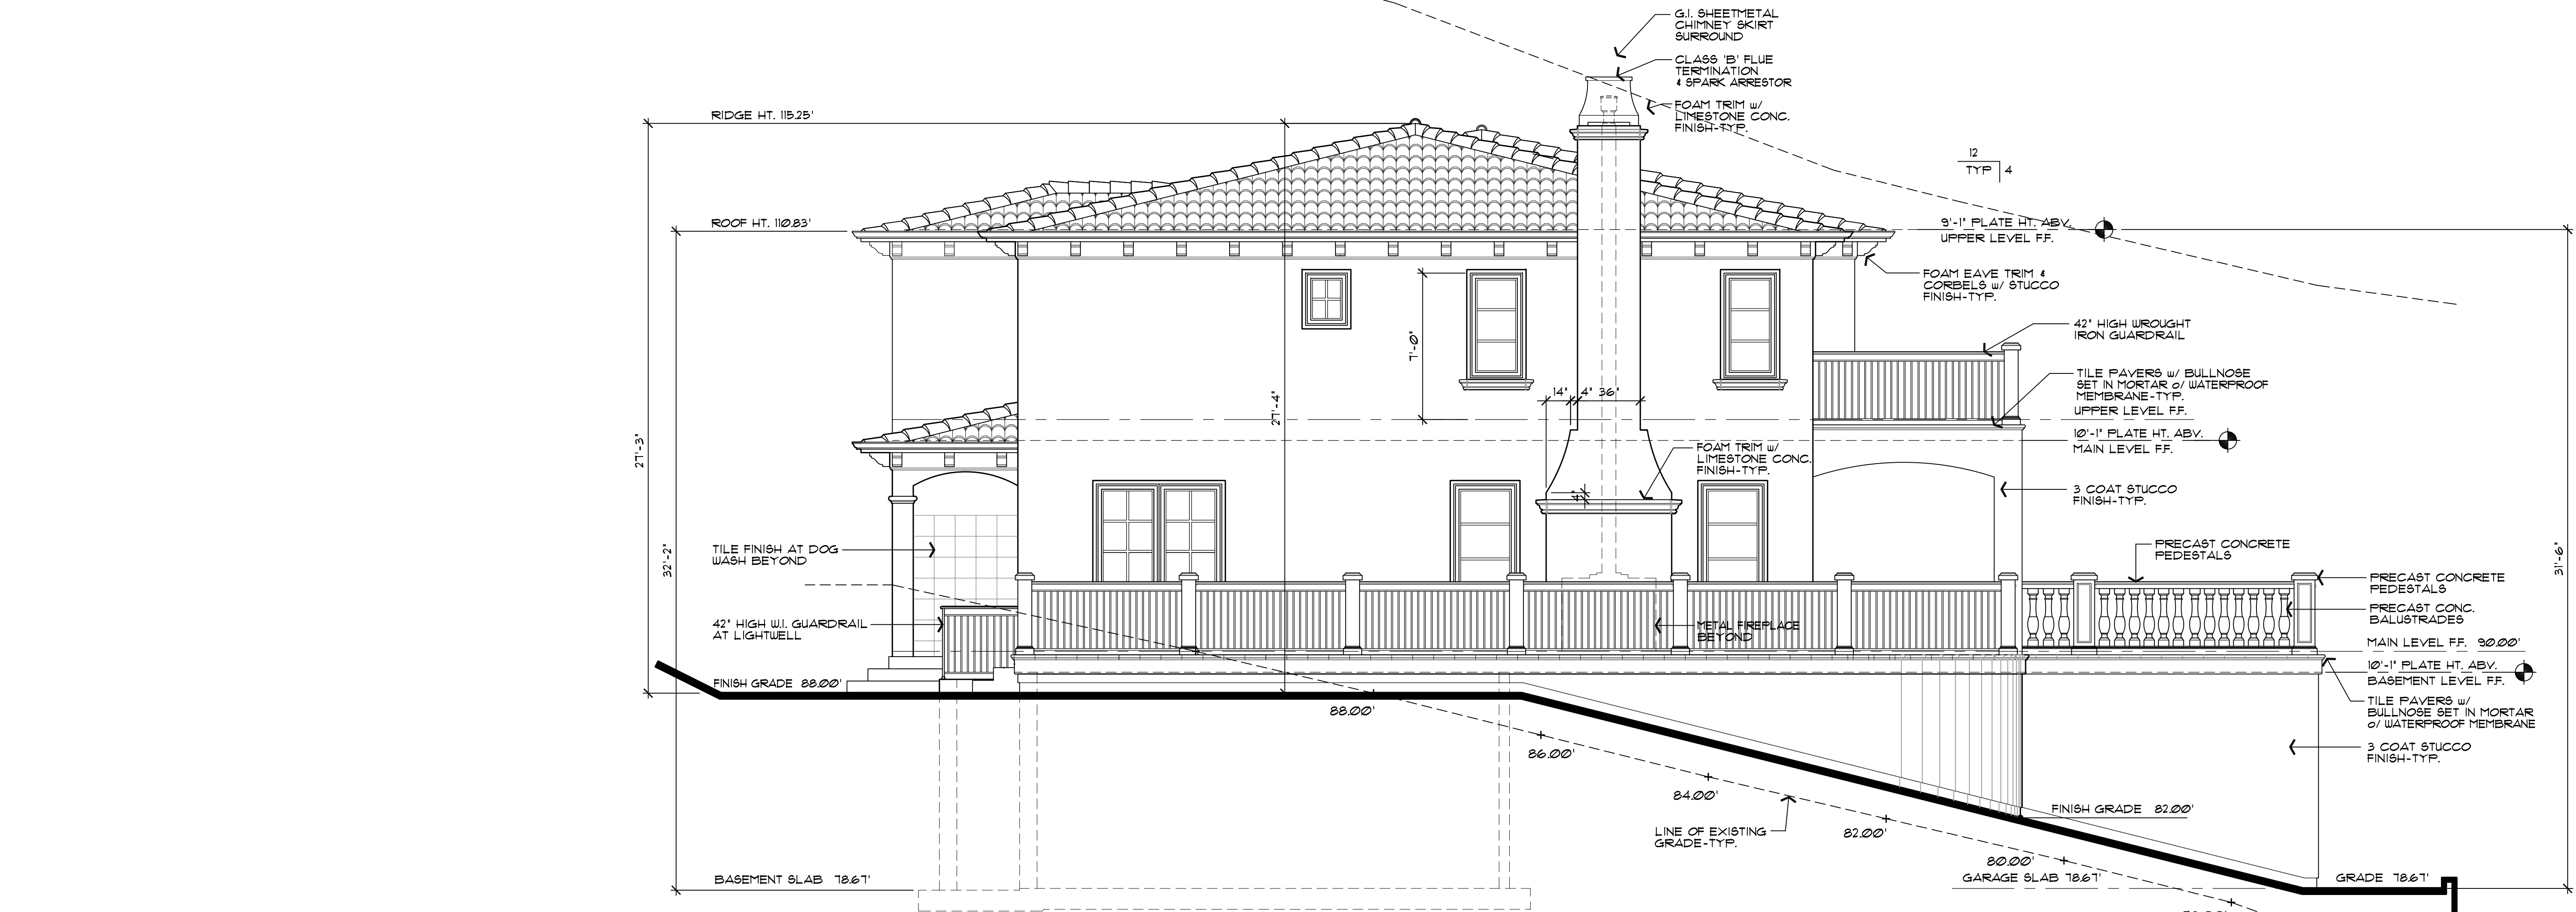 G.I. SHEETMETAL
CHIMNEY SKIRT
SURROUND
CLASS 'B' FLUE
TERMINATION
& SPARK ARRESTOR
FOAM TRIM w/
LIMESTONE CONC.
FINISH-TYP.
RIDGE HT. 115.25'
12
TYP 4
ROOF HT. 110.83'
9'-1" PLATE HT. ABV.
UPPER LEVEL F.F.
FOAM EAVE TRIM &
CORBELS w/ STUCCO
FINISH-TYP.
42" HIGH WROUGHT
IRON GUARDRAIL
7'-0"
TILE PAVERS w/ BULLNOSE
SET IN MORTAR o/ WATERPROOF
MEMBRANE-TYP.
UPPER LEVEL F.F.
14" 4" 36"
27'-4"
10'-1" PLATE HT. ABV.
MAIN LEVEL F.F.
27'-3"
FOAM TRIM w/
LIMESTONE CONC.
FINISH-TYP.
4"
3 COAT STUCCO
FINISH-TYP.
32'-2"
TILE FINISH AT DOG
WASH BEYOND
PRECAST CONCRETE
PEDESTALS
31'-6"
PRECAST CONCRETE
PEDESTALS
PRECAST CONC.
BALUSTRADES
42" HIGH W.I. GUARDRAIL
AT LIGHTWELL
METAL FIREPLACE
BEYOND
MAIN LEVEL F.F. 90.00'
10'-1" PLATE HT. ABV.
BASEMENT LEVEL F.F.
FINISH GRADE 88.00'
TILE PAVERS w/
BULLNOSE SET IN MORTAR
o/ WATERPROOF MEMBRANE
88.00'
3 COAT STUCCO
FINISH-TYP.
86.00'
84.00'
FINISH GRADE 82.00'
LINE OF EXISTING
GRADE-TYP.
82.00'
80.00'
BASEMENT SLAB 78.67'
GARAGE SLAB 78.67'
GRADE 78.67'